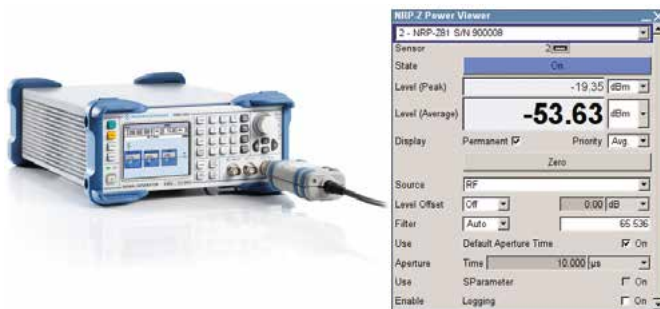 NRP-Z Power Viewer
2 - NRP-Z81 S/N 900008
Sensor 2
State On
Level (Peak) -19.35 dBm
Level (Average) -53.63 dBm
Display Permanent Priority Avg.
Zero
Source RF
Level Offset Off 0.00 dB
Filter Auto 65 536
Use Default Aperture Time On
Aperture Time 10.000 µs
Use SParameter On
Enable Logging On